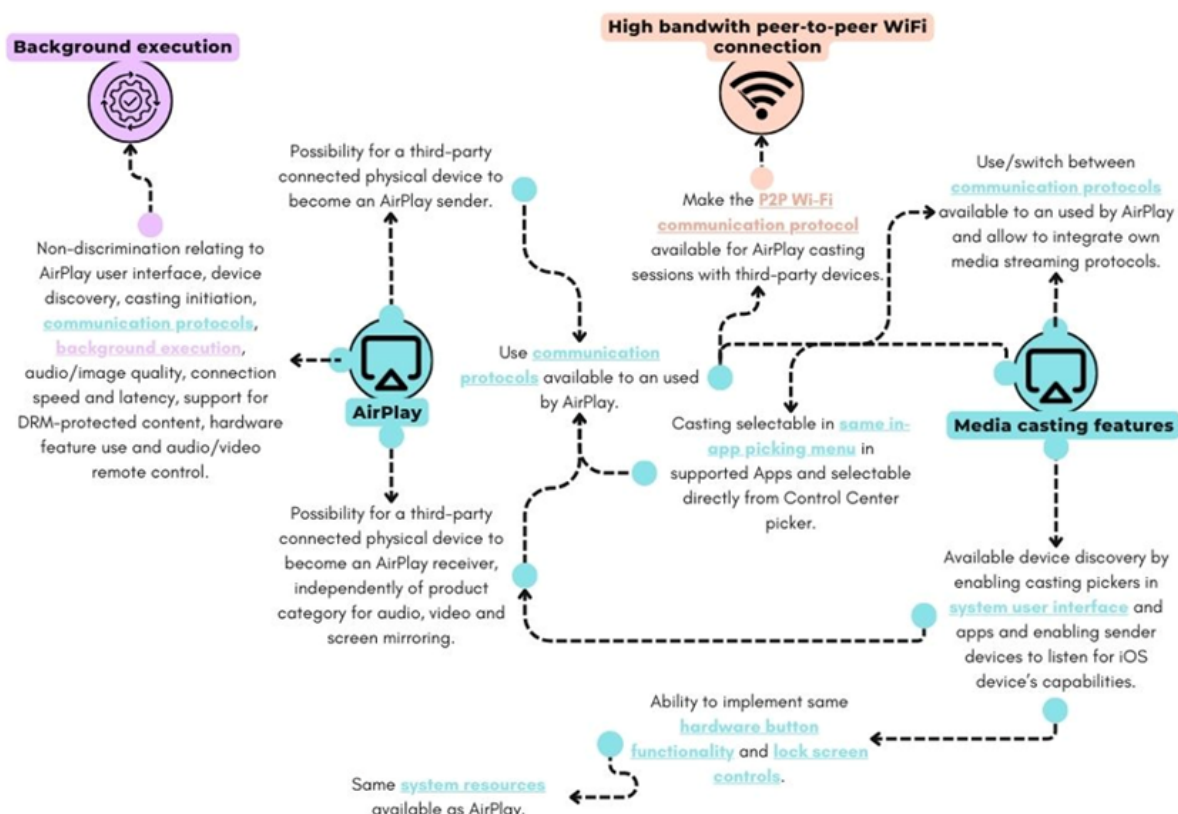 Background execution
High bandwith peer-to-peer WiFi
connection
Possibility for a third-party
connected physical device to
become an AirPlay sender.
Make the P2P Wi-Fi
communication protocol
available for AirPlay casting
sessions with third-party devices.
Use/switch between
communication protocols
available to an used by AirPlay
and allow to integrate own
media streaming protocols.
Non-discrimination relating to
AirPlay user interface, device
discovery, casting initiation,
communication protocols,
background execution,
audio/image quality, connection
speed and latency, support for
DRM-protected content, hardware
feature use and audio/video
remote control.
AirPlay
Use communication
protocols available to an used
by AirPlay.
Media casting features
Casting selectable in same in-
app picking menu in
supported Apps and selectable
directly from Control Center
picker.
Possibility for a third-party
connected physical device to
become an AirPlay receiver,
independently of product
category for audio, video and
screen mirroring.
Available device discovery by
enabling casting pickers in
system user interface and
apps and enabling sender
devices to listen for iOS
device's capabilities.
Ability to implement same
hardware button
functionality and lock screen
controls.
Same system resources
available as AirPlay.